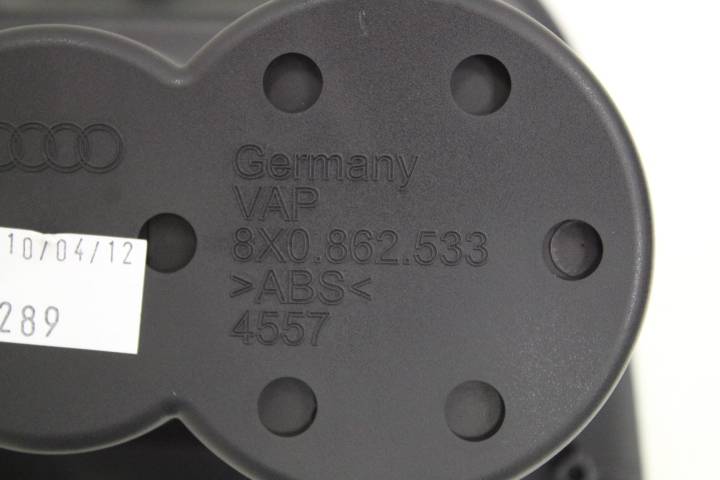 Germany
VAP
8X0.862.533
>ABS<
4557
10/04/12
289